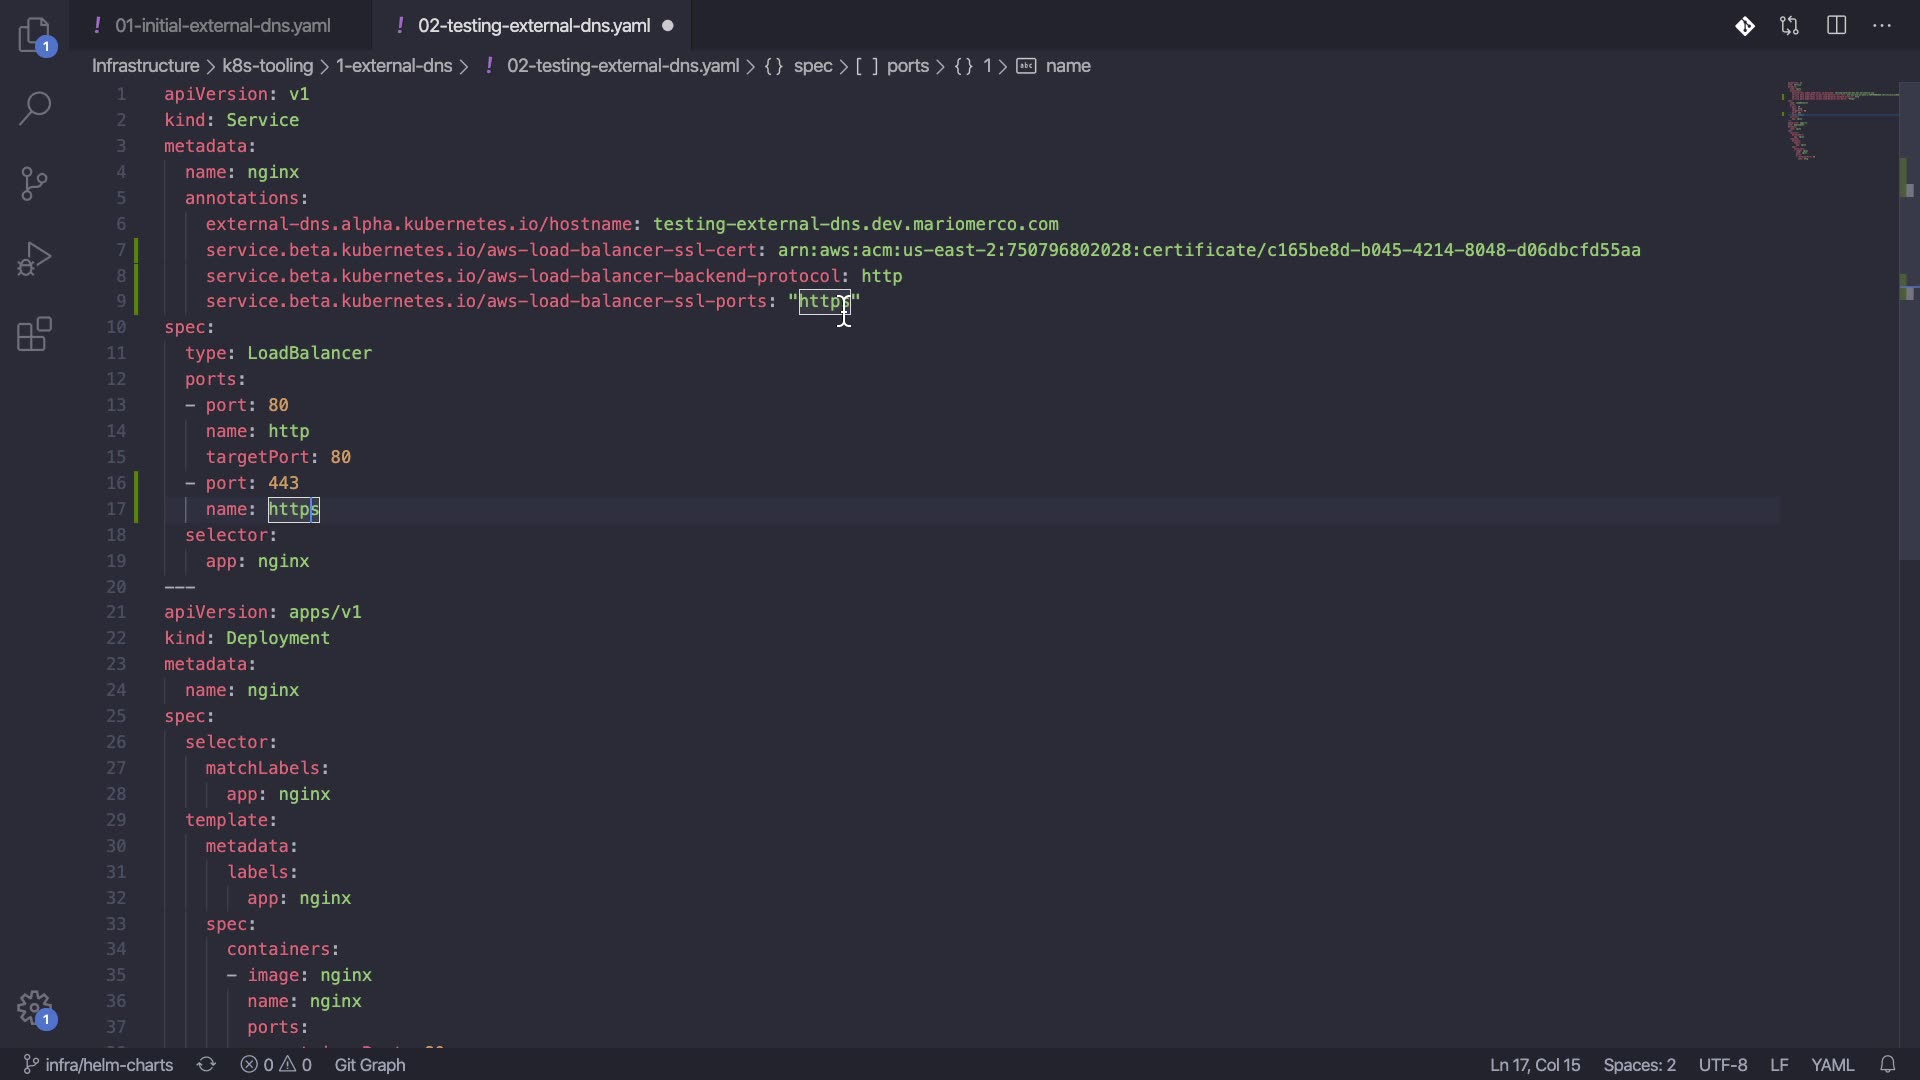 01-initial-external-dns.yaml
02-testing-external-dns.yaml
Infrastructure > k8s-tooling > 1-external-dns > ! 02-testing-external-dns.yaml > {} spec > [ ] ports > {} 1 > abc name
1 apiVersion: v1
2 kind: Service
3 metadata:
4 name: nginx
5 annotations:
6 external-dns.alpha.kubernetes.io/hostname: testing-external-dns.dev.mariomerco.com
7 service.beta.kubernetes.io/aws-load-balancer-ssl-cert: arn:aws:acm:us-east-2:750796802028:certificate/c165be8d-b045-4214-8048-d06dbcfd55aa
8 service.beta.kubernetes.io/aws-load-balancer-backend-protocol: http
9 service.beta.kubernetes.io/aws-load-balancer-ssl-ports: "https"
10 spec:
11 type: LoadBalancer
12 ports:
13 - port: 80
14 name: http
15 targetPort: 80
16 - port: 443
17 name: https
18 selector:
19 app: nginx
20 ---
21 apiVersion: apps/v1
22 kind: Deployment
23 metadata:
24 name: nginx
25 spec:
26 selector:
27 matchLabels:
28 app: nginx
29 template:
30 metadata:
31 labels:
32 app: nginx
33 spec:
34 containers:
35 - image: nginx
36 name: nginx
37 ports:
1
1
infra/helm-charts 0 0 Git Graph Ln 17, Col 15 Spaces: 2 UTF-8 LF YAML